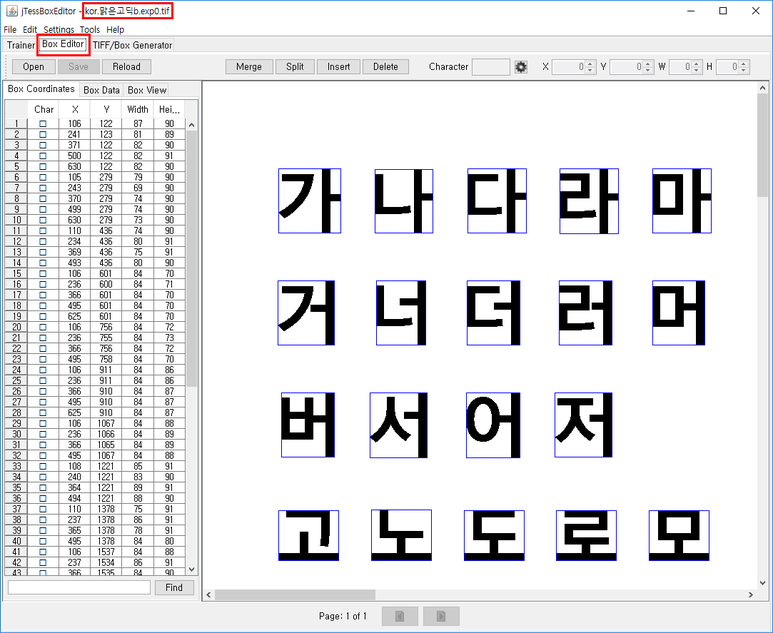 jTessBoxEditor - kor.맑은고딕b.exp0.tif
File Edit Settings Tools Help
Trainer Box Editor TIFF/Box Generator
Open Save Reload Merge Split Insert Delete Character X 0 Y 0 W 0 H 0
Box Coordinates Box Data Box View
Char X Y Width Hei...
1 □ 106 122 87 90
2 □ 241 123 81 89
3 □ 371 122 82 90
4 □ 500 122 82 91
5 □ 630 122 82 90
6 □ 105 279 79 90
7 □ 243 279 69 90
8 □ 370 279 74 90
9 □ 499 279 74 90
10 □ 630 279 73 90
11 □ 110 436 74 90
12 □ 234 436 80 91
13 □ 369 436 75 91
14 □ 493 436 80 90
15 □ 106 601 84 70
16 □ 236 600 84 71
17 □ 366 601 84 70
18 □ 495 601 84 70
19 □ 625 601 84 70
20 □ 106 756 84 72
21 □ 236 755 84 73
22 □ 366 756 84 72
23 □ 495 758 84 70
24 □ 106 911 84 86
25 □ 236 911 84 86
26 □ 366 910 84 87
27 □ 495 910 84 87
28 □ 625 910 84 87
29 □ 106 1067 84 88
30 □ 236 1066 84 89
31 □ 366 1065 84 89
32 □ 495 1067 84 88
33 □ 108 1221 85 91
34 □ 240 1221 83 90
35 □ 364 1221 89 91
36 □ 494 1221 88 90
37 □ 110 1378 75 91
38 □ 237 1378 86 91
39 □ 365 1378 78 91
40 □ 495 1378 84 80
41 □ 106 1537 84 88
42 □ 237 1534 86 91
43 □ 366 1535 84 90
Find
가 나 다 라 마
거 너 더 러 머
버 서 어 저
고 노 도 로 모
Page: 1 of 1